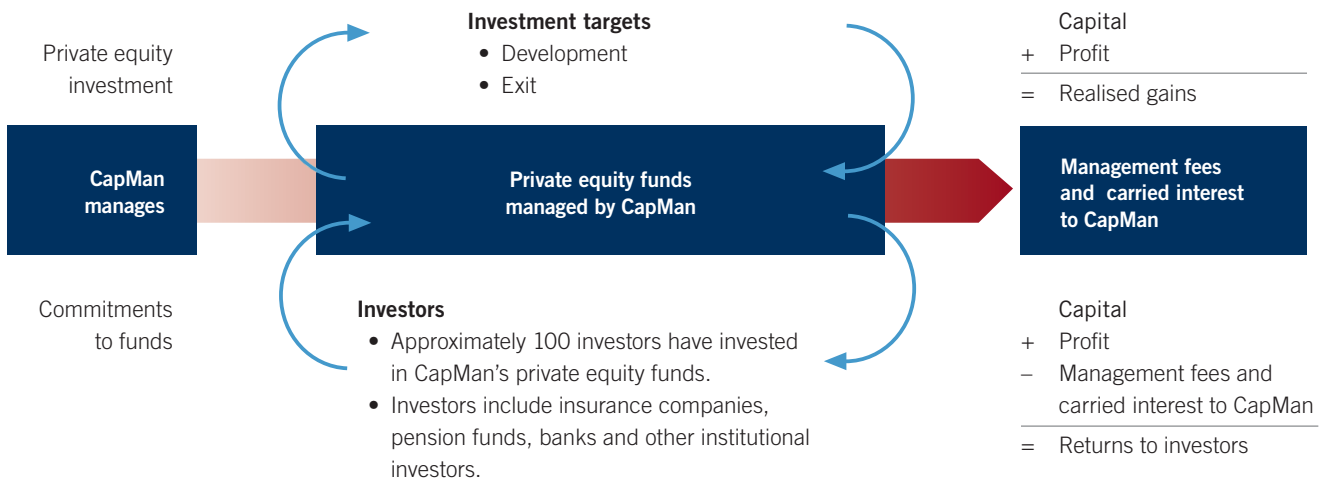 Private equity
investment
Investment targets
• Development
• Exit
Capital
+ Profit
= Realised gains
CapMan
manages
Private equity funds
managed by CapMan
Management fees
and carried interest
to CapMan
Commitments
to funds
Investors
• Approximately 100 investors have invested
in CapMan’s private equity funds.
• Investors include insurance companies,
pension funds, banks and other institutional
investors.
Capital
+ Profit
– Management fees and
carried interest to CapMan
= Returns to investors